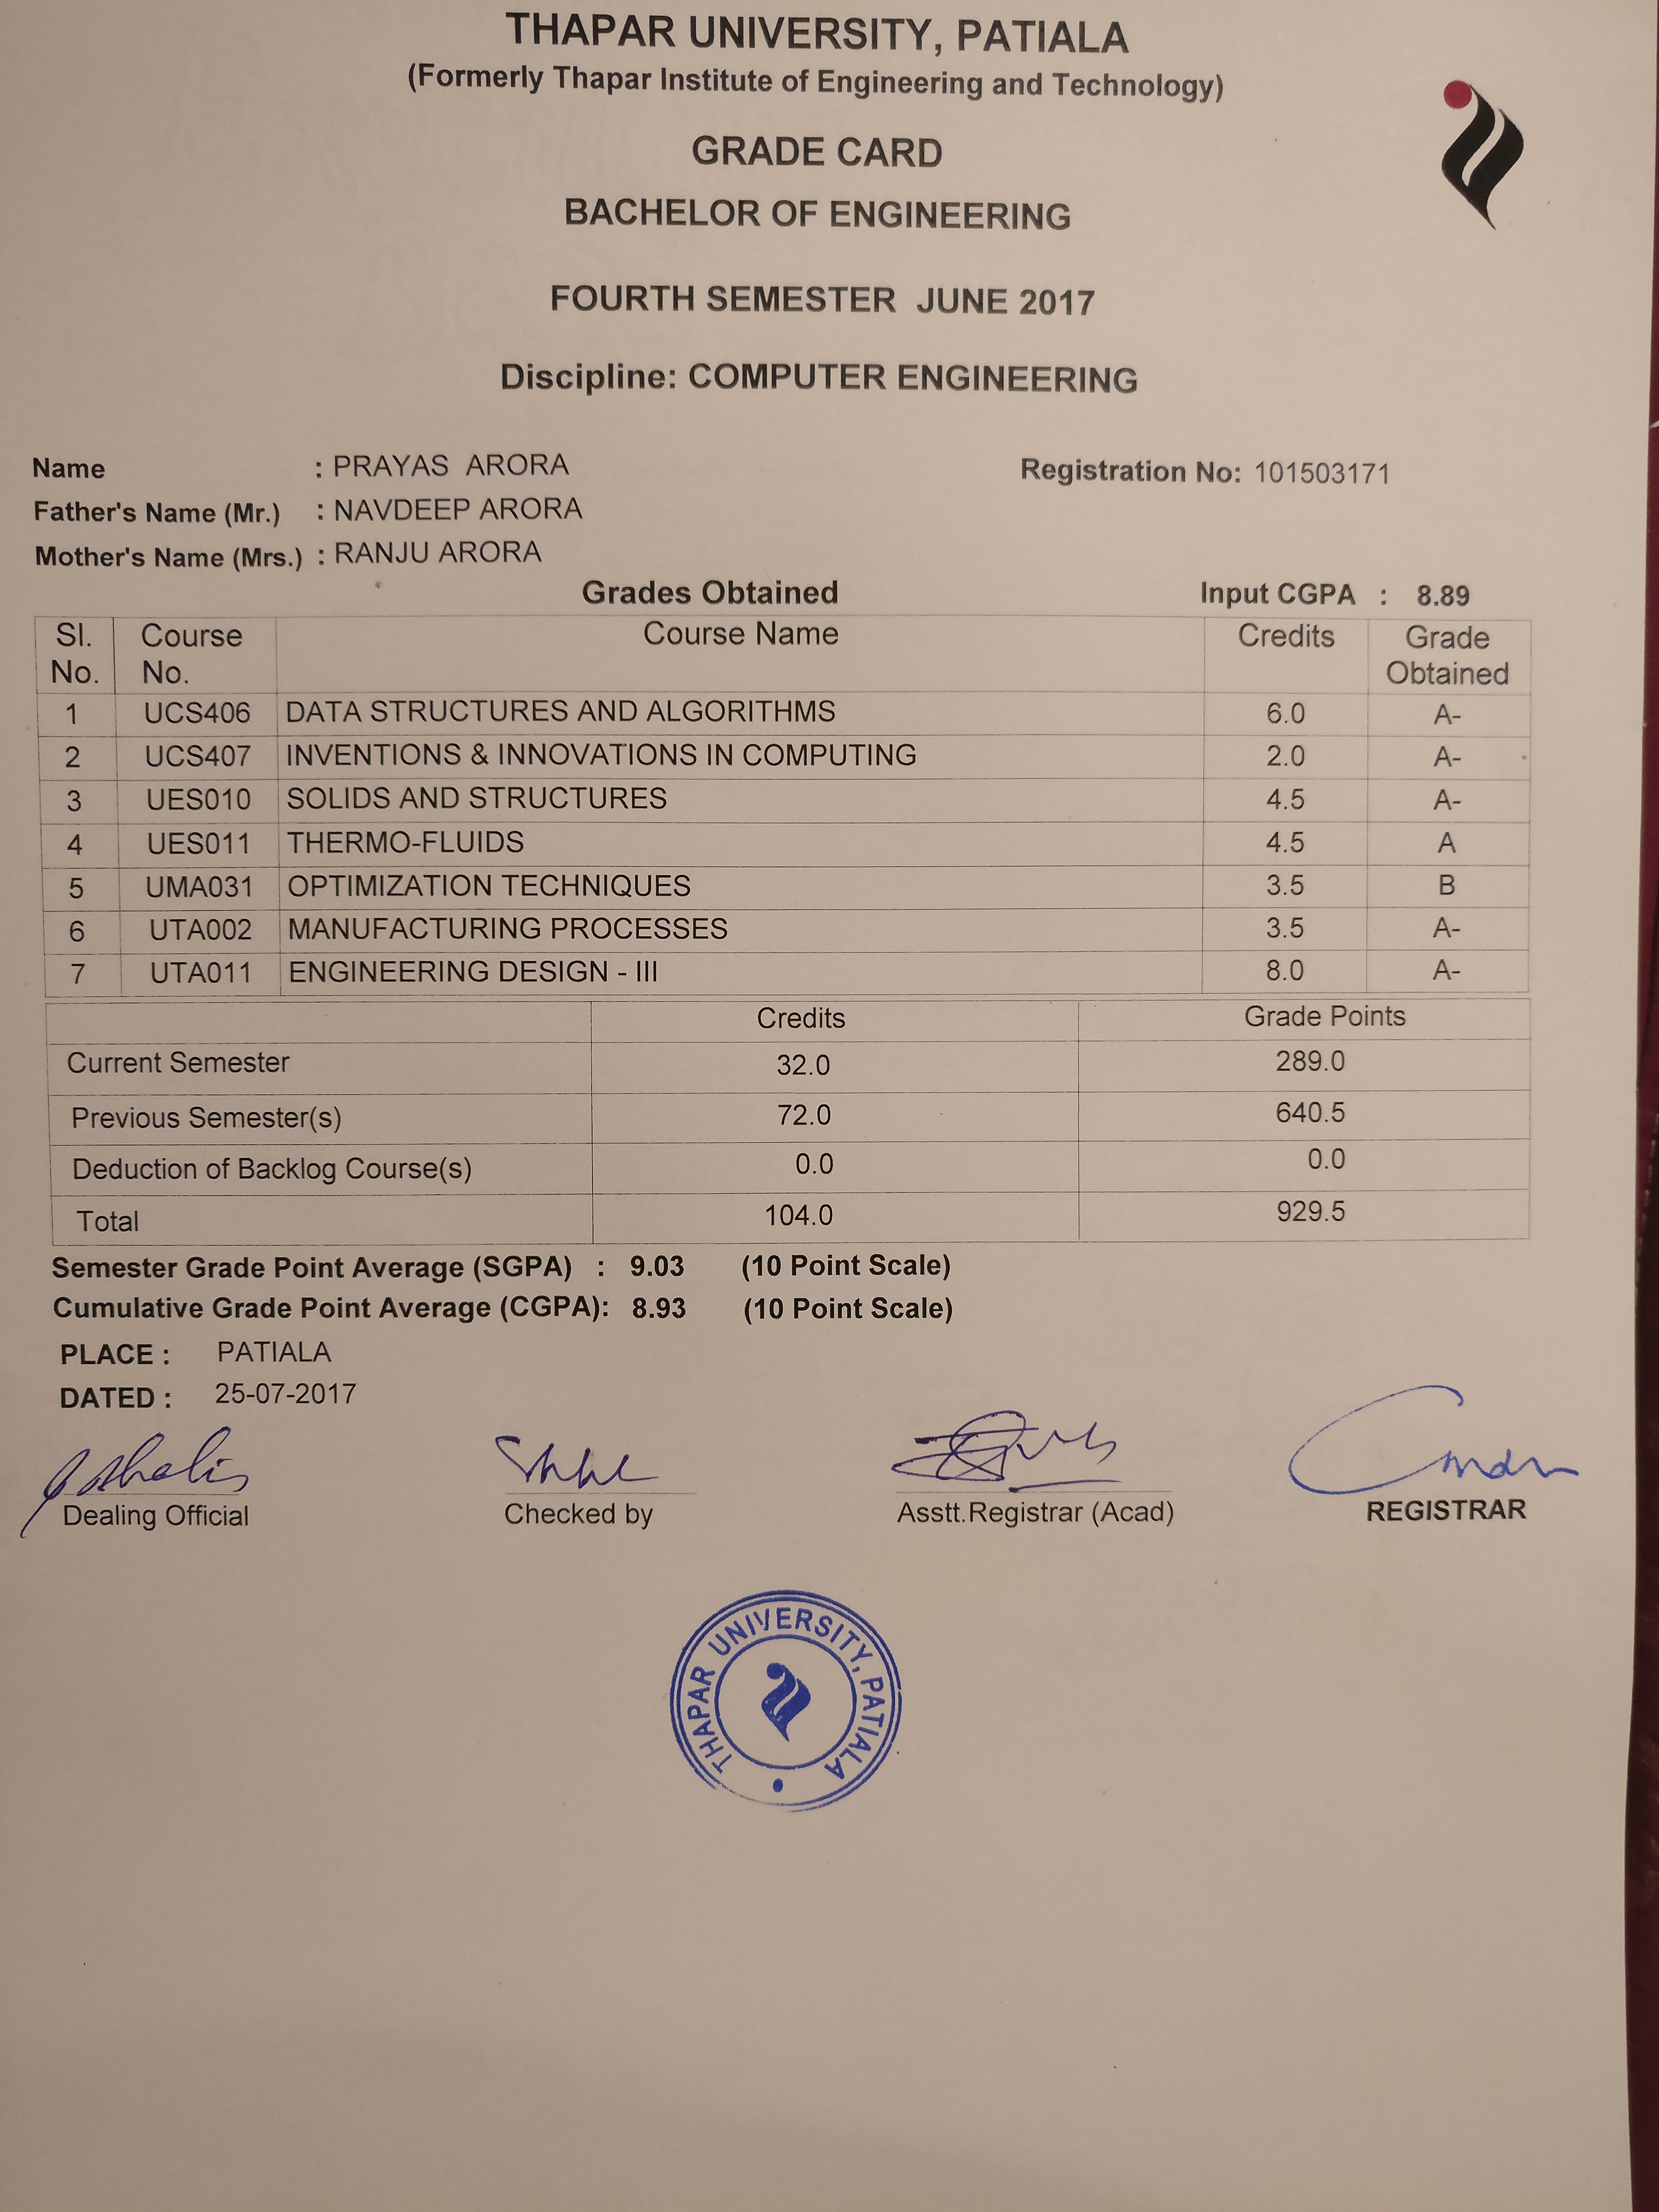 THAPAR UNIVERSITY, PATIALA
(Formerly Thapar Institute of Engineering and Technology)
GRADE CARD
BACHELOR OF ENGINEERING
FOURTH SEMESTER JUNE 2017
Discipline: COMPUTER ENGINEERING
Name : PRAYAS ARORA Registration No: 101503171
Father's Name (Mr.) : NAVDEEP ARORA
Mother's Name (Mrs.) : RANJU ARORA
Grades Obtained Input CGPA : 8.89
Sl. No. Course No. Course Name Credits Grade Obtained
1 UCS406 DATA STRUCTURES AND ALGORITHMS 6.0 A-
2 UCS407 INVENTIONS & INNOVATIONS IN COMPUTING 2.0 A-
3 UES010 SOLIDS AND STRUCTURES 4.5 A-
4 UES011 THERMO-FLUIDS 4.5 A
5 UMA031 OPTIMIZATION TECHNIQUES 3.5 B
6 UTA002 MANUFACTURING PROCESSES 3.5 A-
7 UTA011 ENGINEERING DESIGN - III 8.0 A-
Credits Grade Points
Current Semester 32.0 289.0
Previous Semester(s) 72.0 640.5
Deduction of Backlog Course(s) 0.0 0.0
Total 104.0 929.5
Semester Grade Point Average (SGPA) : 9.03 (10 Point Scale)
Cumulative Grade Point Average (CGPA): 8.93 (10 Point Scale)
PLACE : PATIALA
DATED : 25-07-2017
Dealing Official Checked by Asstt.Registrar (Acad) REGISTRAR
THAPAR UNIVERSITY, PATIALA